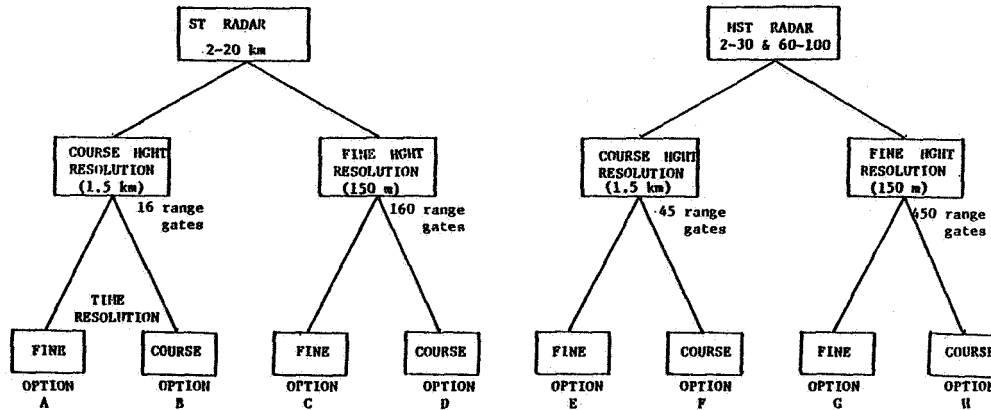 ST RADAR
2-20 km
MST RADAR
2-30 & 60-100
COURSE HGHT
RESOLUTION
(1.5 km)
16 range
gates
FINE HGHT
RESOLUTION
(150 m)
160 range
gates
COURSE HGHT
RESOLUTION
(1.5 km)
45 range
gates
FINE HGHT
RESOLUTION
(150 m)
450 range
gates
TIME
RESOLUTION
FINE
COURSE
FINE
COURSE
FINE
COURSE
FINE
COURSE
OPTION
A
OPTION
B
OPTION
C
OPTION
D
OPTION
E
OPTION
F
OPTION
G
OPTION
H